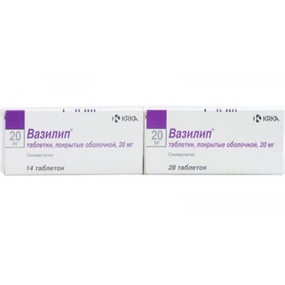 20
мг
KRKA
Вазилип®
таблетки, покрытые оболочкой, 20 мг
Симвастатин
14 таблеток
20
мг
KRKA
Вазилип®
таблетки, покрытые оболочкой, 20 мг
Симвастатин
28 таблеток